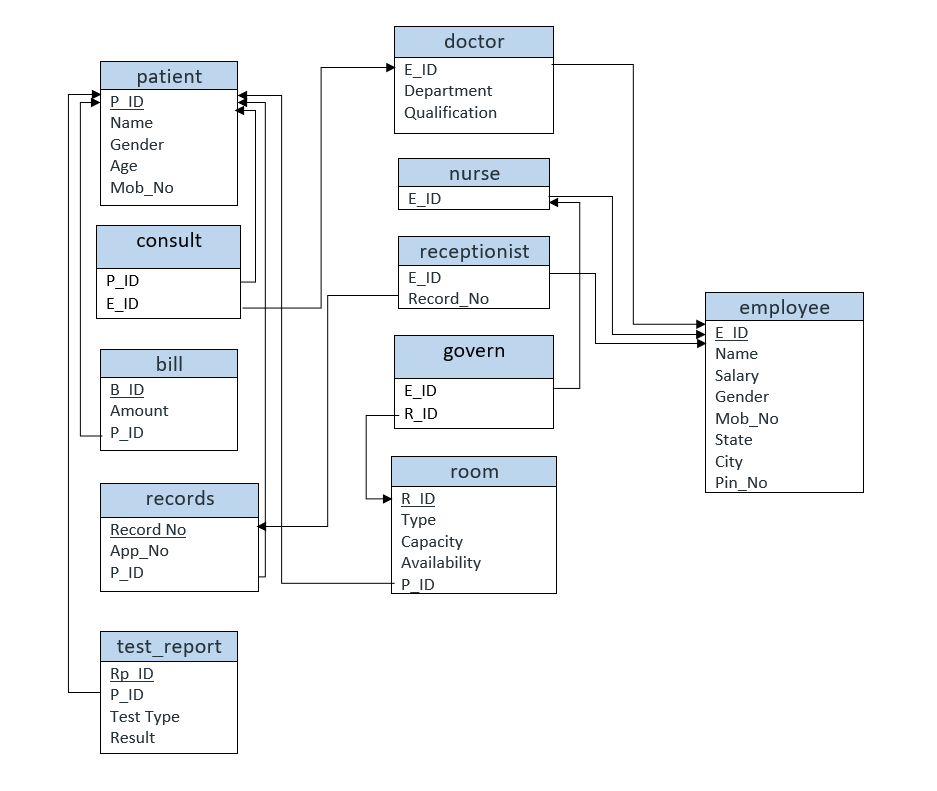 patient
P_ID
Name
Gender
Age
Mob_No
consult
P_ID
E_ID
bill
B_ID
Amount
P_ID
records
Record No
App_No
P_ID
test_report
Rp_ID
P_ID
Test Type
Result
doctor
E_ID
Department
Qualification
nurse
E_ID
receptionist
E_ID
Record_No
govern
E_ID
R_ID
room
R_ID
Type
Capacity
Availability
P_ID
employee
E_ID
Name
Salary
Gender
Mob_No
State
City
Pin_No